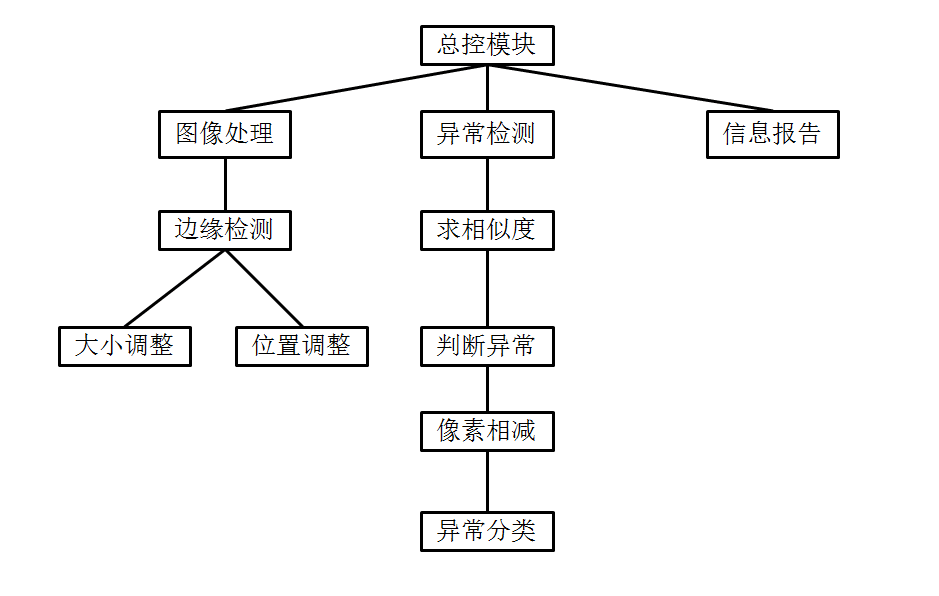 总控模块
图像处理
异常检测
信息报告
边缘检测
求相似度
大小调整
位置调整
判断异常
像素相减
异常分类